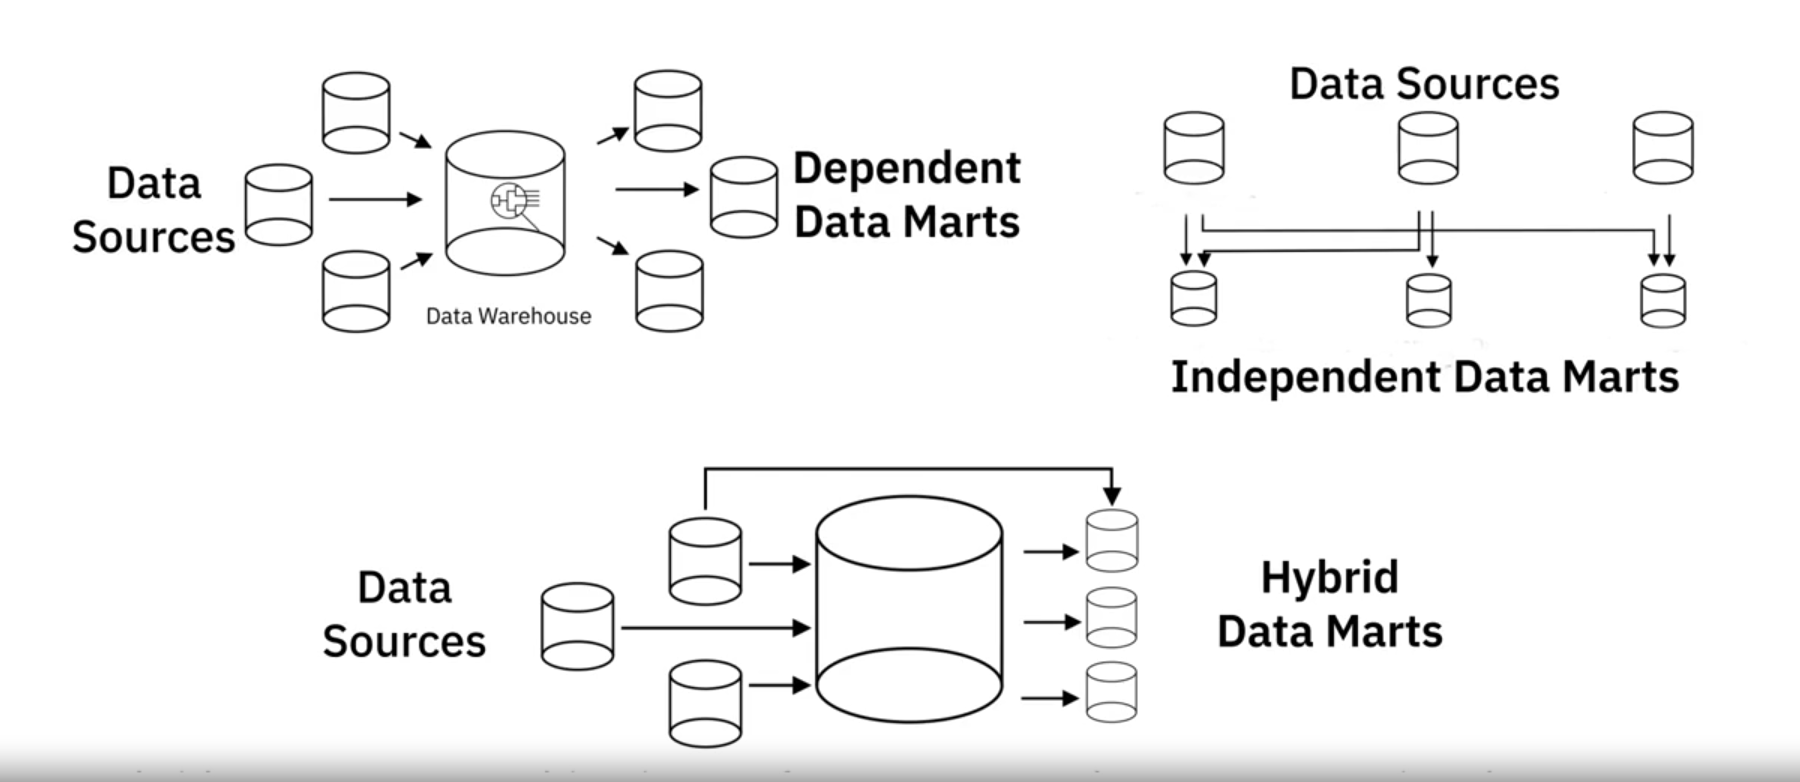 Data
Sources
Data Warehouse
Dependent
Data Marts
Data Sources
Independent Data Marts
Data
Sources
Hybrid
Data Marts